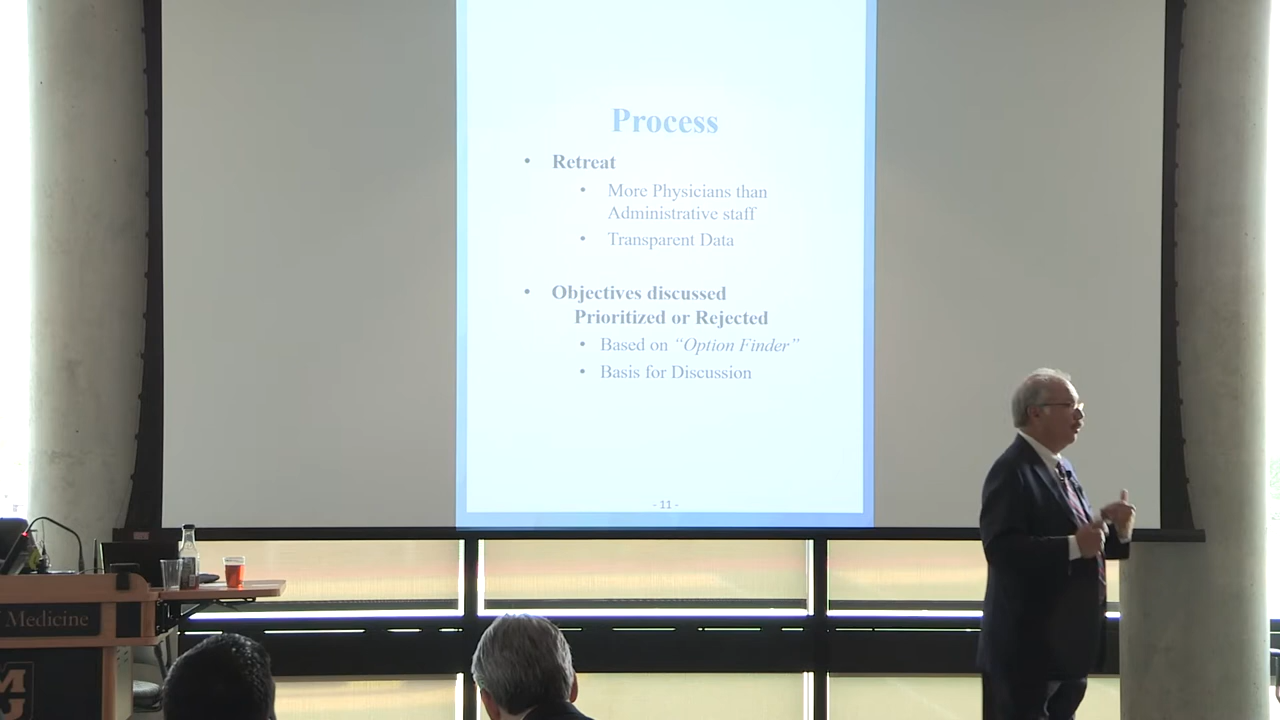 Process
• Retreat
• More Physicians than
Administrative staff
• Transparent Data
• Objectives discussed
Prioritized or Rejected
• Based on “Option Finder”
• Basis for Discussion
- 11 -
Medicine